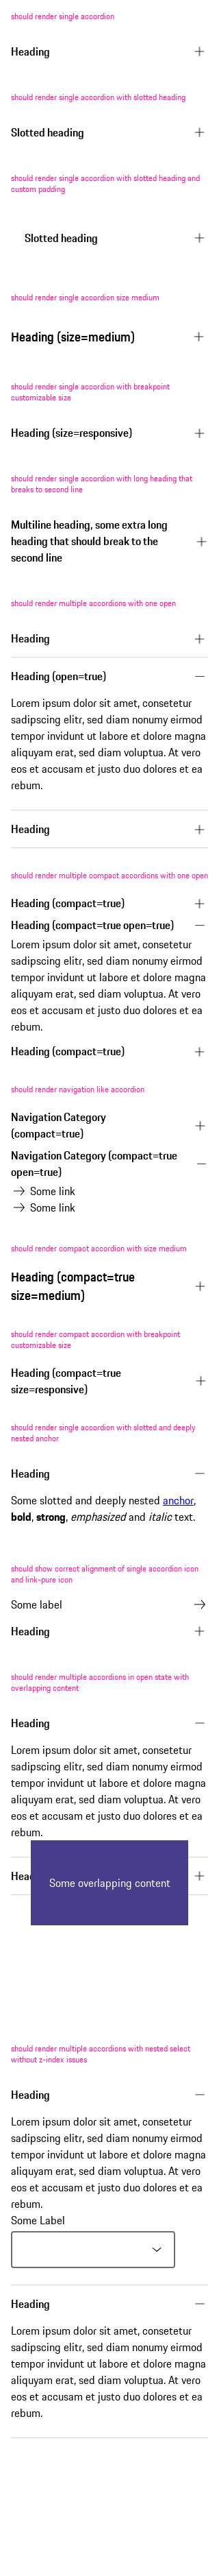 should render single accordion
Heading
should render single accordion with slotted heading
Slotted heading
should render single accordion with slotted heading and
custom padding
Slotted heading
should render single accordion size medium
Heading (size=medium)
should render single accordion with breakpoint
customizable size
Heading (size=responsive)
should render single accordion with long heading that
breaks to second line
Multiline heading, some extra long
heading that should break to the
second line
should render multiple accordions with one open
Heading
Heading (open=true)
Lorem ipsum dolor sit amet, consetetur
sadipscing elitr, sed diam nonumy eirmod
tempor invidunt ut labore et dolore magna
aliquyam erat, sed diam voluptua. At vero
eos et accusam et justo duo dolores et ea
rebum.
Heading
should render multiple compact accordions with one open
Heading (compact=true)
Heading (compact=true open=true)
Lorem ipsum dolor sit amet, consetetur
sadipscing elitr, sed diam nonumy eirmod
tempor invidunt ut labore et dolore magna
aliquyam erat, sed diam voluptua. At vero
eos et accusam et justo duo dolores et ea
rebum.
Heading (compact=true)
should render navigation like accordion
Navigation Category
(compact=true)
Navigation Category (compact=true
open=true)
Some link
Some link
should render compact accordion with size medium
Heading (compact=true
size=medium)
should render compact accordion with breakpoint
customizable size
Heading (compact=true
size=responsive)
should render single accordion with slotted and deeply
nested anchor
Heading
Some slotted and deeply nested anchor,
bold, strong, emphasized and italic text.
should show correct alignment of single accordion icon
and link-pure icon
Some label
Heading
should render multiple accordions in open state with
overlapping content
Heading
Lorem ipsum dolor sit amet, consetetur
sadipscing elitr, sed diam nonumy eirmod
tempor invidunt ut labore et dolore magna
aliquyam erat, sed diam voluptua. At vero
eos et accusam et justo duo dolores et ea
rebum.
Some overlapping content
should render multiple accordions with nested select
without z-index issues
Heading
Lorem ipsum dolor sit amet, consetetur
sadipscing elitr, sed diam nonumy eirmod
tempor invidunt ut labore et dolore magna
aliquyam erat, sed diam voluptua. At vero
eos et accusam et justo duo dolores et ea
rebum.
Some Label
Heading
Lorem ipsum dolor sit amet, consetetur
sadipscing elitr, sed diam nonumy eirmod
tempor invidunt ut labore et dolore magna
aliquyam erat, sed diam voluptua. At vero
eos et accusam et justo duo dolores et ea
rebum.